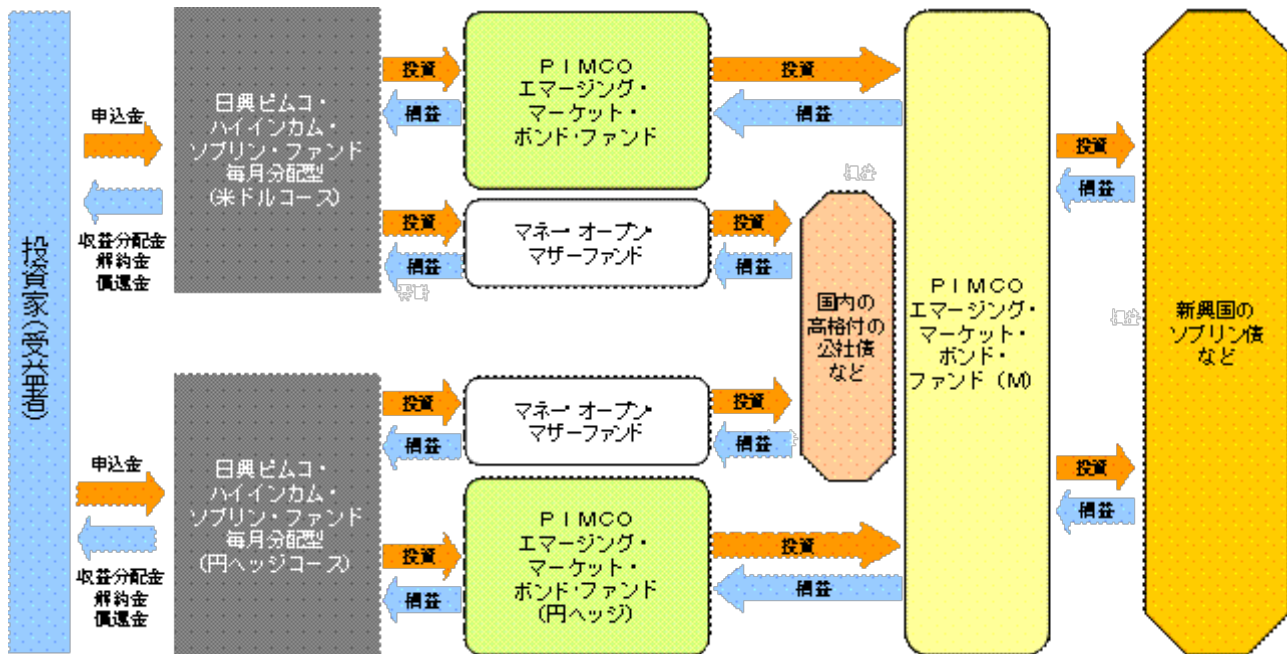 投資家(受益者)
申込金
収益分配金
解約金
償還金
日興ピムコ・
ハイインカム・
ソブリン・ファンド
毎月分配型
(米ドルコース)
投資
損益
PIMCO
エマージング・
マーケット・
ボンド・ファンド
投資
損益
投資
損益
マネー・オープン・
マザーファンド
投資
損益
申込金
収益分配金
解約金
償還金
日興ピムコ・
ハイインカム・
ソブリン・ファンド
毎月分配型
(円ヘッジコース)
投資
損益
マネー・オープン・
マザーファンド
投資
損益
投資
損益
PIMCO
エマージング・
マーケット・
ボンド・ファンド
(円ヘッジ)
投資
損益
国内の
高格付の
公社債
など
PIMCO
エマージング・
マーケット・
ボンド・
ファンド(M)
投資
損益
投資
損益
新興国の
ソブリン債
など